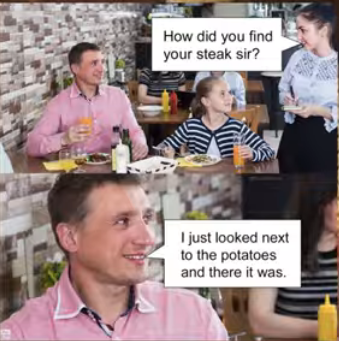 How did you find
your steak sir?
I just looked next
to the potatoes
and there it was.